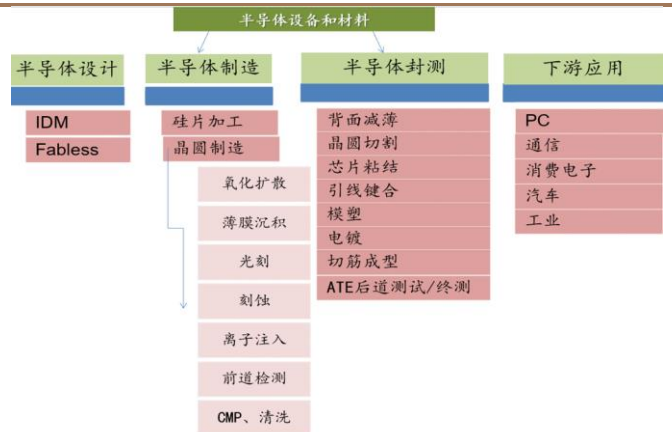 半导体设备和材料
半导体设计
半导体制造
半导体封测
下游应用
IDM
Fabless
硅片加工
晶圆制造
氧化扩散
薄膜沉积
光刻
刻蚀
离子注入
前道检测
CMP、清洗
背面减薄
晶圆切割
芯片粘结
引线键合
模塑
电镀
切筋成型
ATE后道测试/终测
PC
通信
消费电子
汽车
工业